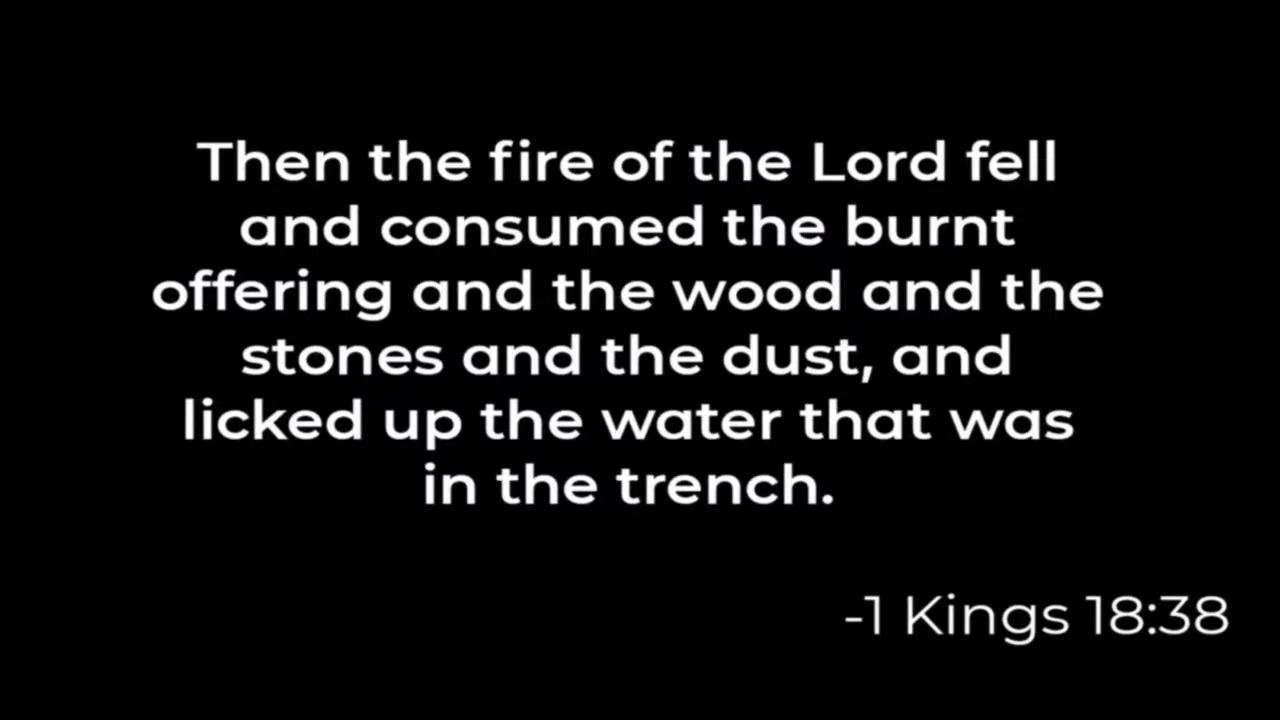 Then the fire of the Lord fell
and consumed the burnt
offering and the wood and the
stones and the dust, and
licked up the water that was
in the trench.
-1 Kings 18:38